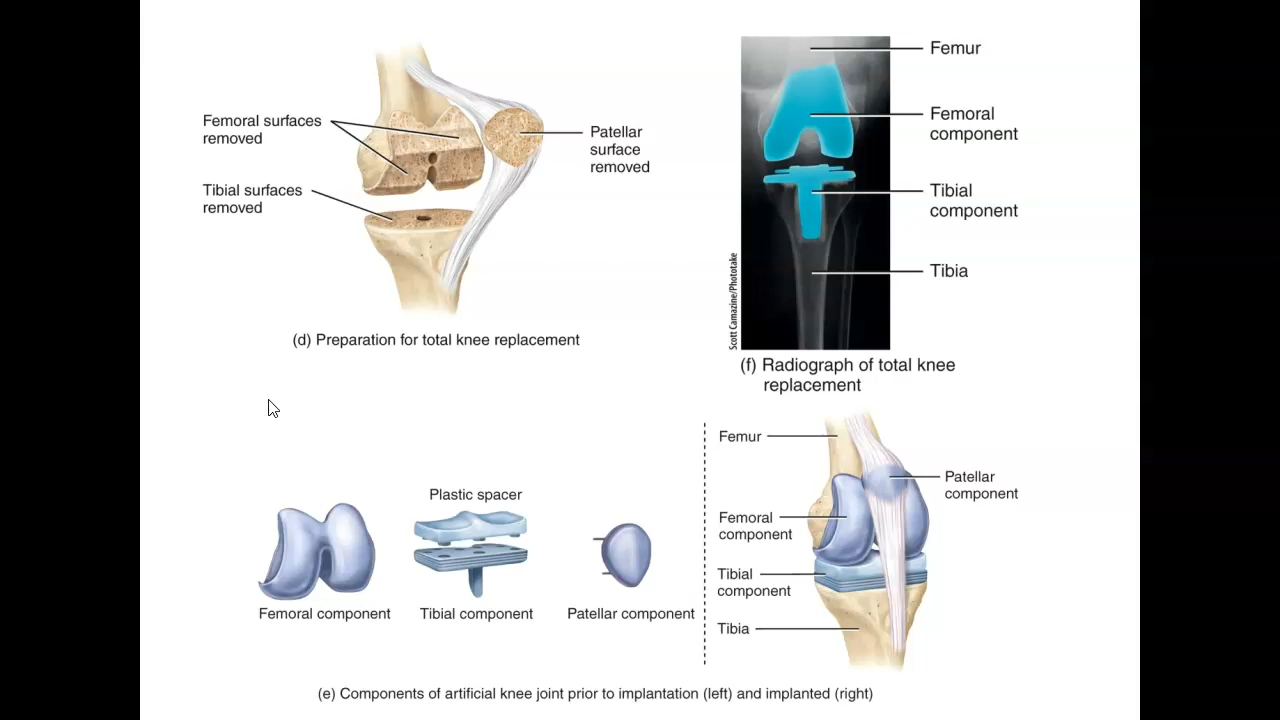 Femoral surfaces
removed
Tibial surfaces
removed
Patellar
surface
removed
(d) Preparation for total knee replacement
Femur
Femoral
component
Tibial
component
Tibia
Scott Camazine/Phototake
(f) Radiograph of total knee
replacement
Plastic spacer
Femoral component
Tibial component
Patellar component
Femur
Patellar
component
Femoral
component
Tibial
component
Tibia
(e) Components of artificial knee joint prior to implantation (left) and implanted (right)